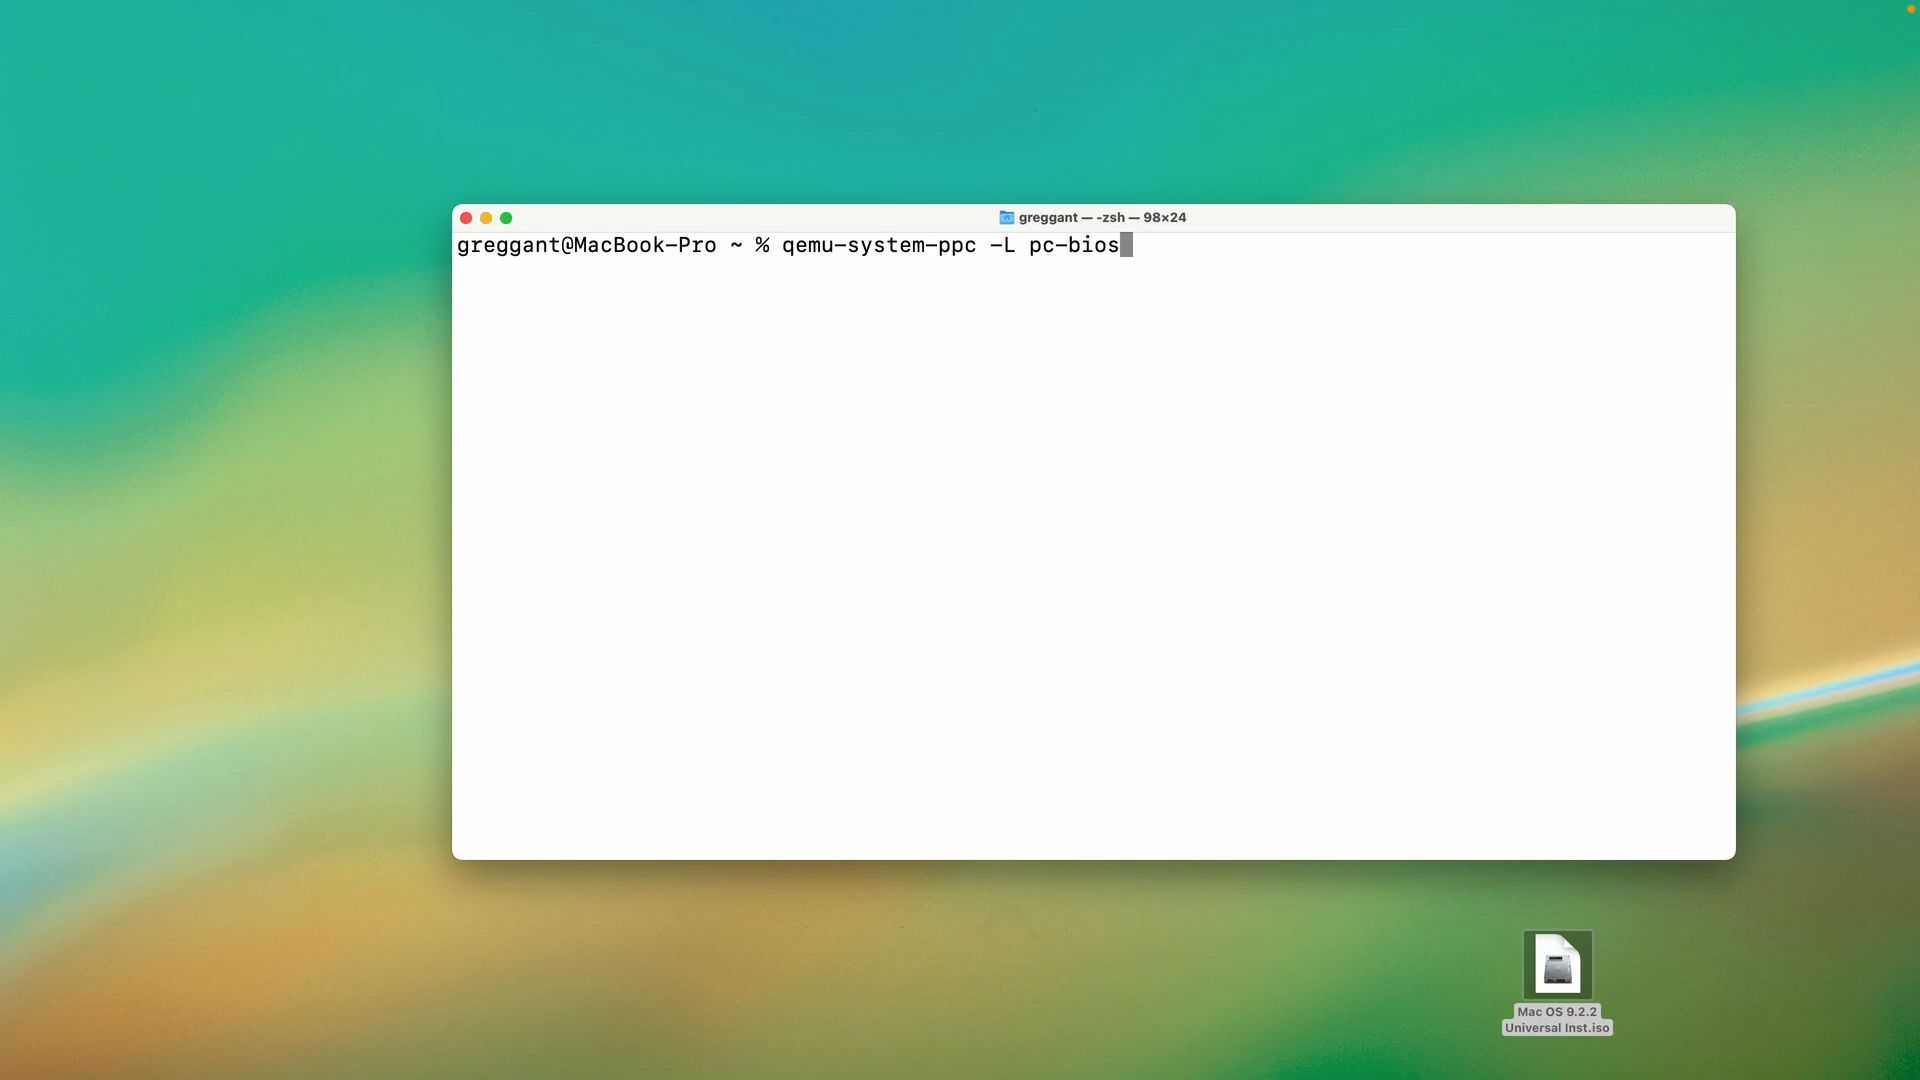 greggant — -zsh — 98×24
greggant@MacBook-Pro ~ % qemu-system-ppc -L pc-bios
Mac OS 9.2.2
Universal Inst.iso